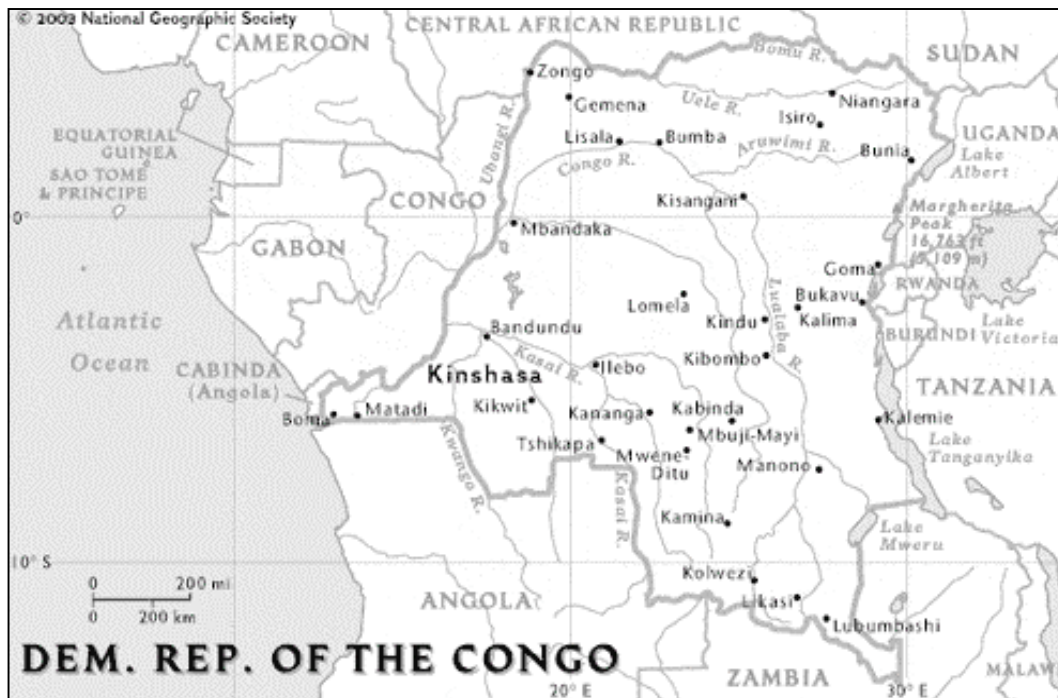 © 2003 National Geographic Society
CENTRAL AFRICAN REPUBLIC
CAMEROON
SUDAN
Bomu R.
Zongo
Gemena
Uele R.
Niangara
Isiro
Ubangi R.
Lisala
Bumba
Aruwimi R.
Congo R.
Bunia
UGANDA
Lake
Albert
EQUATORIAL
GUINEA
SAO TOME
& PRINCIPE
CONGO
Kisangani
0°
Mbandaka
Margherita
Peak
16,763 ft
(5,109 m)
GABON
Goma
RWANDA
Lomela
Bukavu
Kindu
Kalima
Lualaba R.
BURUNDI
Lake
Victoria
Atlantic
Ocean
Bandundu
Kasai R.
Ilebo
Kibombo
CABINDA
(Angola)
Kinshasa
TANZANIA
Boma
Matadi
Kikwit
Kananga
Kabinda
Kalemie
Mbuji-Mayi
Tshikapa
Mwene-
Ditu
Manono
Lake
Tanganyika
Kwango R.
Kasai R.
Kamina
Lake
Mweru
10° S
Kolwezi
0 200 mi
0 200 km
ANGOLA
Likasi
Lubumbashi
DEM. REP. OF THE CONGO
ZAMBIA
MALAW
20° E
30° E